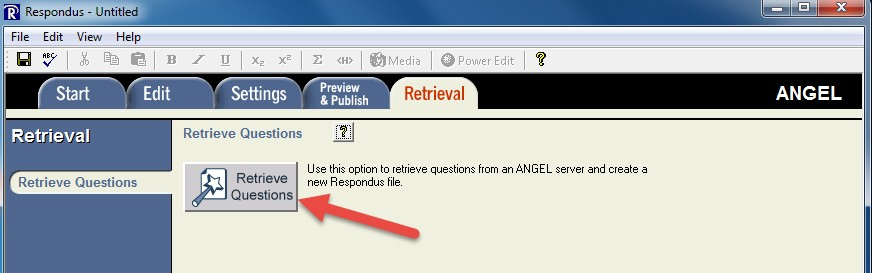 R Respondus - Untitled
File Edit View Help
ABC B I U X₂ X² Σ <H> Media Power Edit ?
Start Edit Settings Preview & Publish Retrieval ANGEL
Retrieval
Retrieve Questions ?
Retrieve Questions
Retrieve Questions
Use this option to retrieve questions from an ANGEL server and create a
new Respondus file.